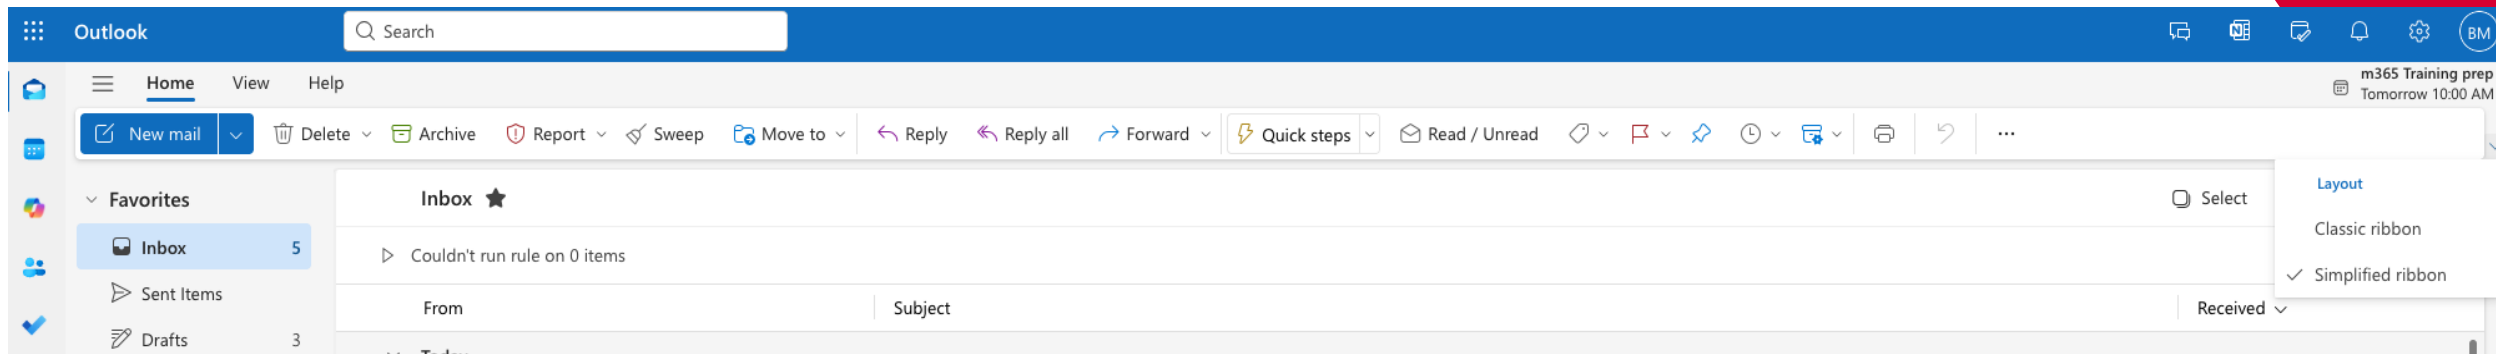 Outlook
Search
BM
Home View Help
m365 Training prep
Tomorrow 10:00 AM
New mail Delete Archive Report Sweep Move to Reply Reply all Forward Quick steps Read / Unread ...
Layout
Classic ribbon
Simplified ribbon
Favorites
Inbox 5
Sent Items
Drafts 3
Inbox
Select
Couldn't run rule on 0 items
From Subject Received